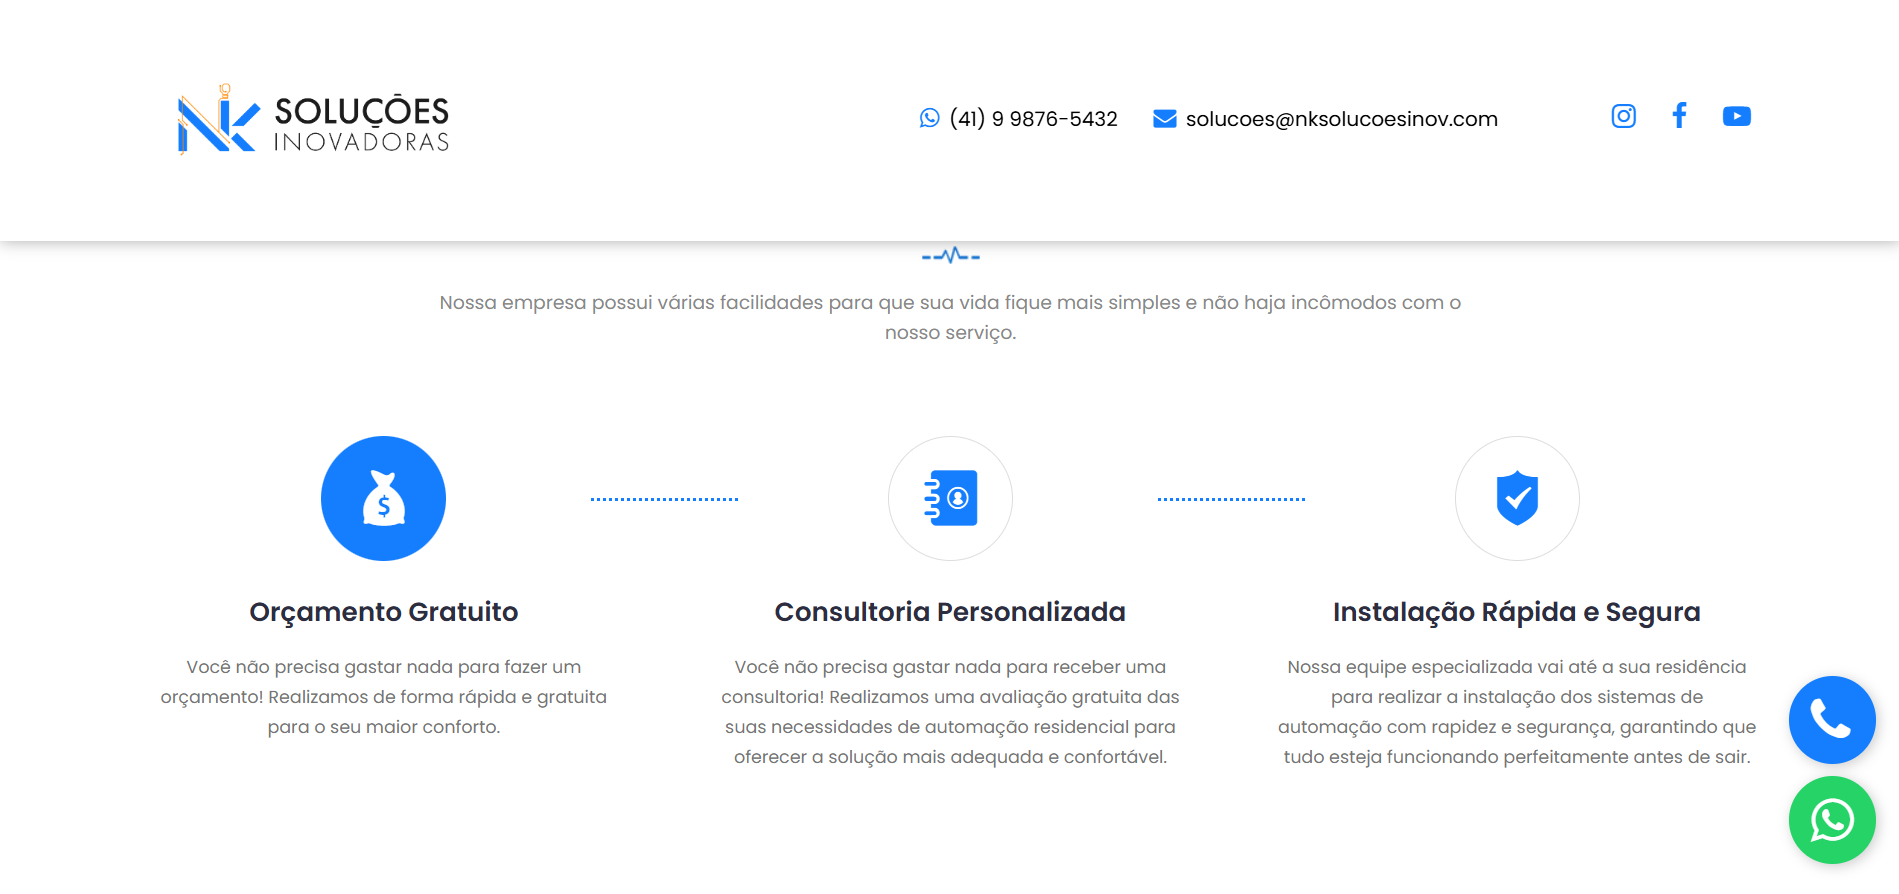 NK SOLUÇÕES
INOVADORAS
(41) 9 9876-5432
solucoes@nksolucoesinov.com
Nossa empresa possui várias facilidades para que sua vida fique mais simples e não haja incômodos com o
nosso serviço.
$
Orçamento Gratuito
Você não precisa gastar nada para fazer um
orçamento! Realizamos de forma rápida e gratuita
para o seu maior conforto.
Consultoria Personalizada
Você não precisa gastar nada para receber uma
consultoria! Realizamos uma avaliação gratuita das
suas necessidades de automação residencial para
oferecer a solução mais adequada e confortável.
Instalação Rápida e Segura
Nossa equipe especializada vai até a sua residência
para realizar a instalação dos sistemas de
automação com rapidez e segurança, garantindo que
tudo esteja funcionando perfeitamente antes de sair.